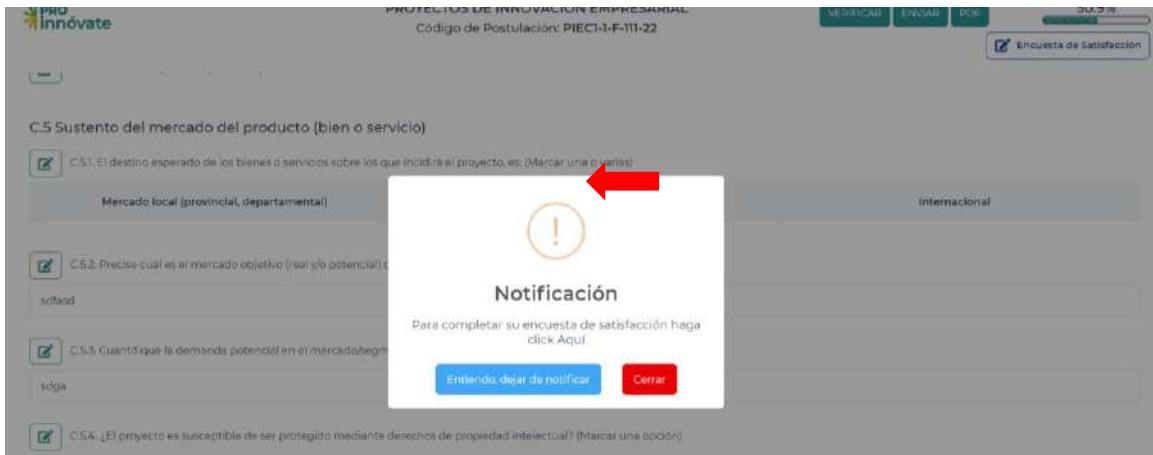 PRO
Innóvate
PROYECTOS DE INNOVACIÓN EMPRESARIAL
Código de Postulación: PIEC1-1-F-111-22
VERIFICAR ENVIAR PDF
50.9%
Encuesta de Satisfacción
C.5 Sustento del mercado del producto (bien o servicio)
C.5.1. El destino esperado de los bienes o servicios sobre los que incidirá el proyecto, es: (Marcar una o varias)
Mercado local (provincial, departamental) Internacional
C.5.2. Precise cuál es el mercado objetivo (real y/o potencial)
sdfasd
Notificación
Para completar su encuesta de satisfacción haga
click Aquí
C.5.3. Cuantifique la demanda potencial en el mercado/segm
Entiendo, dejar de notificar Cerrar
sdga
C.5.4. ¿El proyecto es susceptible de ser protegido mediante derechos de propiedad intelectual? (Marcar una opción)